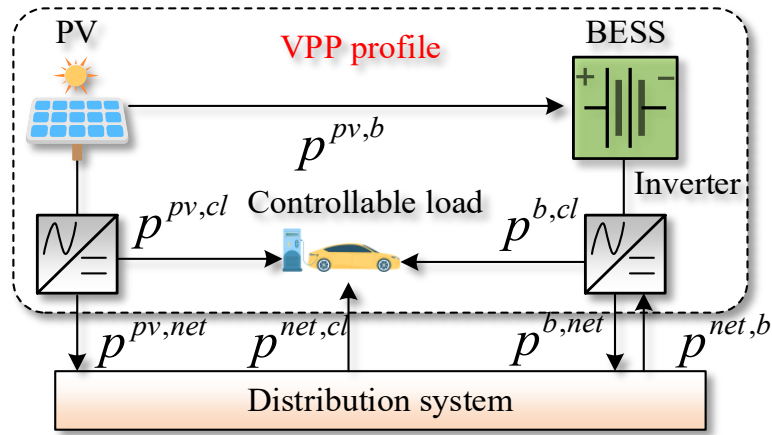 PV
VPP profile
BESS
+ −
p^{pv,b}
Inverter
p^{pv,cl}
Controllable load
p^{b,cl}
p^{pv,net}
p^{net,cl}
p^{b,net}
p^{net,b}
Distribution system